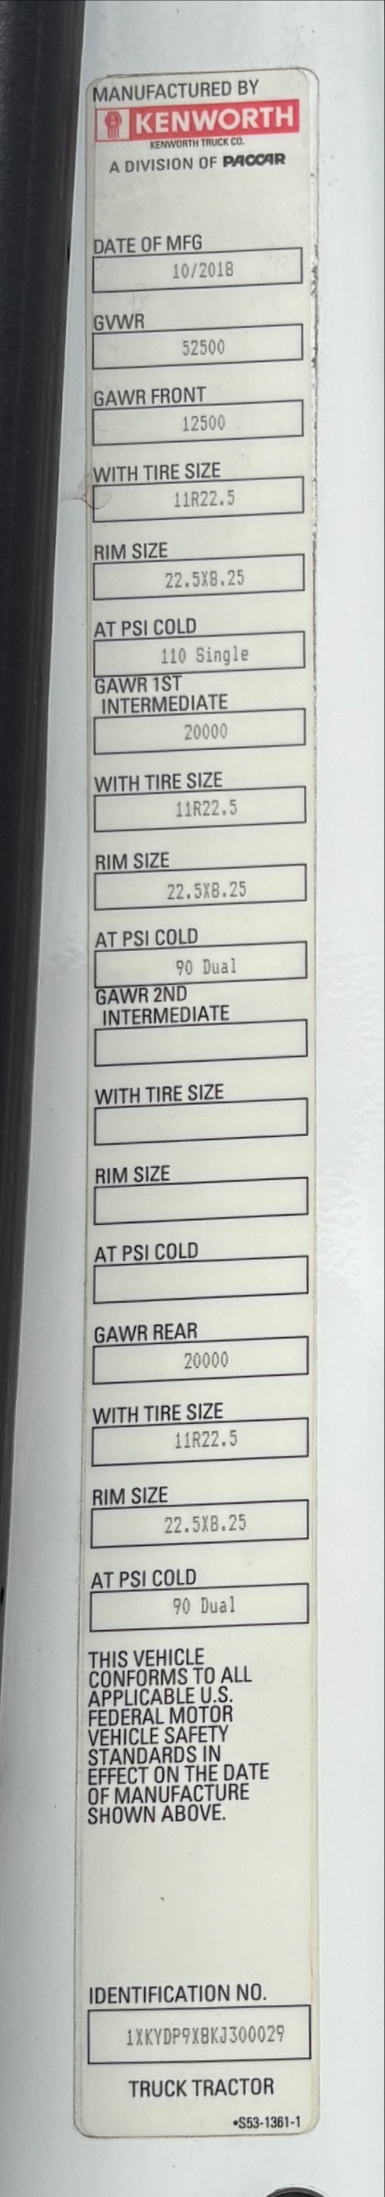 MANUFACTURED BY
KENWORTH
KENWORTH TRUCK CO.
A DIVISION OF PACCAR
DATE OF MFG
10/2018
GVWR
52500
GAWR FRONT
12500
WITH TIRE SIZE
11R22.5
RIM SIZE
22.5X8.25
AT PSI COLD
110 Single
GAWR 1ST
INTERMEDIATE
20000
WITH TIRE SIZE
11R22.5
RIM SIZE
22.5X8.25
AT PSI COLD
90 Dual
GAWR 2ND
INTERMEDIATE
WITH TIRE SIZE
RIM SIZE
AT PSI COLD
GAWR REAR
20000
WITH TIRE SIZE
11R22.5
RIM SIZE
22.5X8.25
AT PSI COLD
90 Dual
THIS VEHICLE
CONFORMS TO ALL
APPLICABLE U.S.
FEDERAL MOTOR
VEHICLE SAFETY
STANDARDS IN
EFFECT ON THE DATE
OF MANUFACTURE
SHOWN ABOVE.
IDENTIFICATION NO.
1XKYDP9X8KJ300029
TRUCK TRACTOR
•S53-1361-1